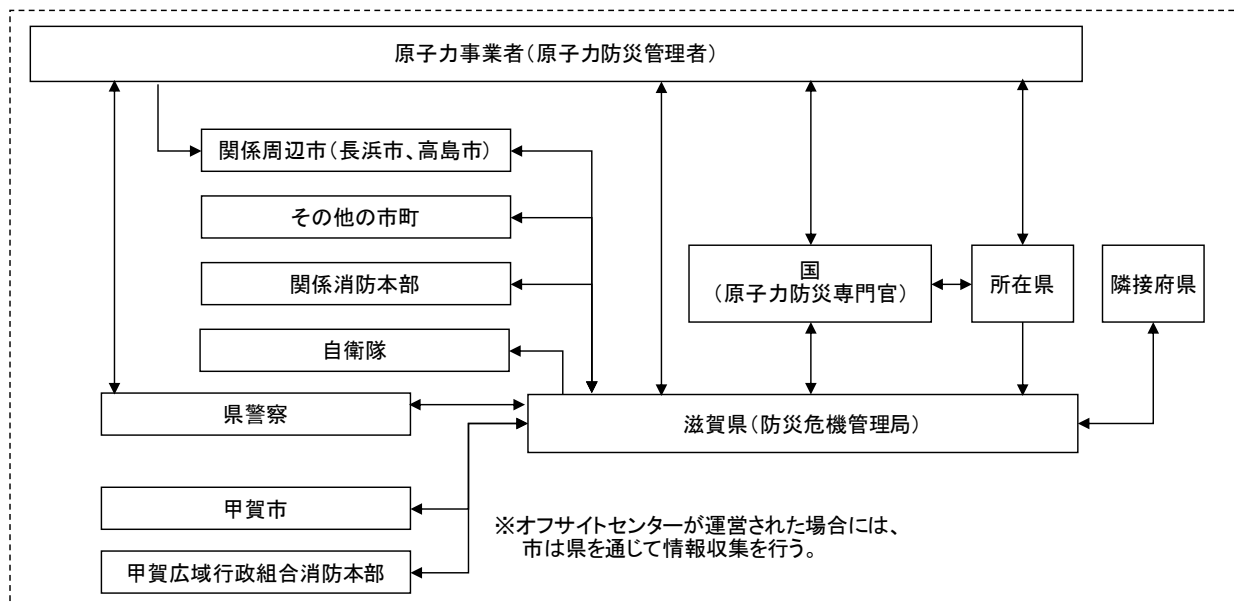 原子力事業者（原子力防災管理者）
関係周辺市（長浜市、高島市）
その他の市町
関係消防本部
国
（原子力防災専門官）
所在県
隣接府県
自衛隊
県警察
滋賀県（防災危機管理局）
甲賀市
※オフサイトセンターが運営された場合には、
市は県を通じて情報収集を行う。
甲賀広域行政組合消防本部